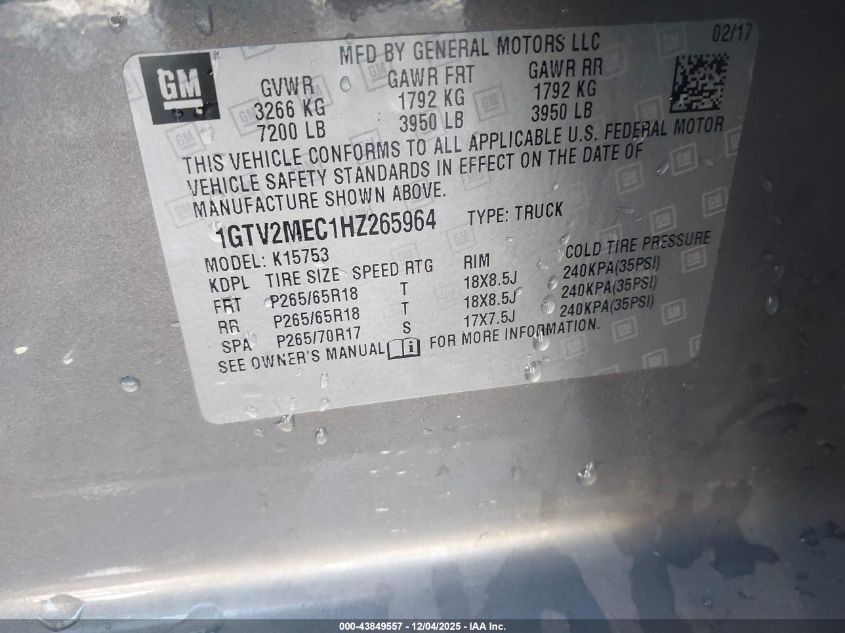 GM
MFD BY GENERAL MOTORS LLC
02/17
GVWR GAWR FRT GAWR RR
3266 KG 1792 KG 1792 KG
7200 LB 3950 LB 3950 LB
THIS VEHICLE CONFORMS TO ALL APPLICABLE U.S. FEDERAL MOTOR
VEHICLE SAFETY STANDARDS IN EFFECT ON THE DATE OF
MANUFACTURE SHOWN ABOVE.
1GTV2MEC1HZ265964 TYPE: TRUCK
MODEL: K15753
KDPL TIRE SIZE SPEED RTG RIM COLD TIRE PRESSURE
FRT P265/65R18 T 18X8.5J 240KPA(35PSI)
RR P265/65R18 T 18X8.5J 240KPA(35PSI)
SPA P265/70R17 S 17X7.5J 240KPA(35PSI)
SEE OWNER'S MANUAL i FOR MORE INFORMATION.
000-43849557 - 12/04/2025 - IAA Inc.